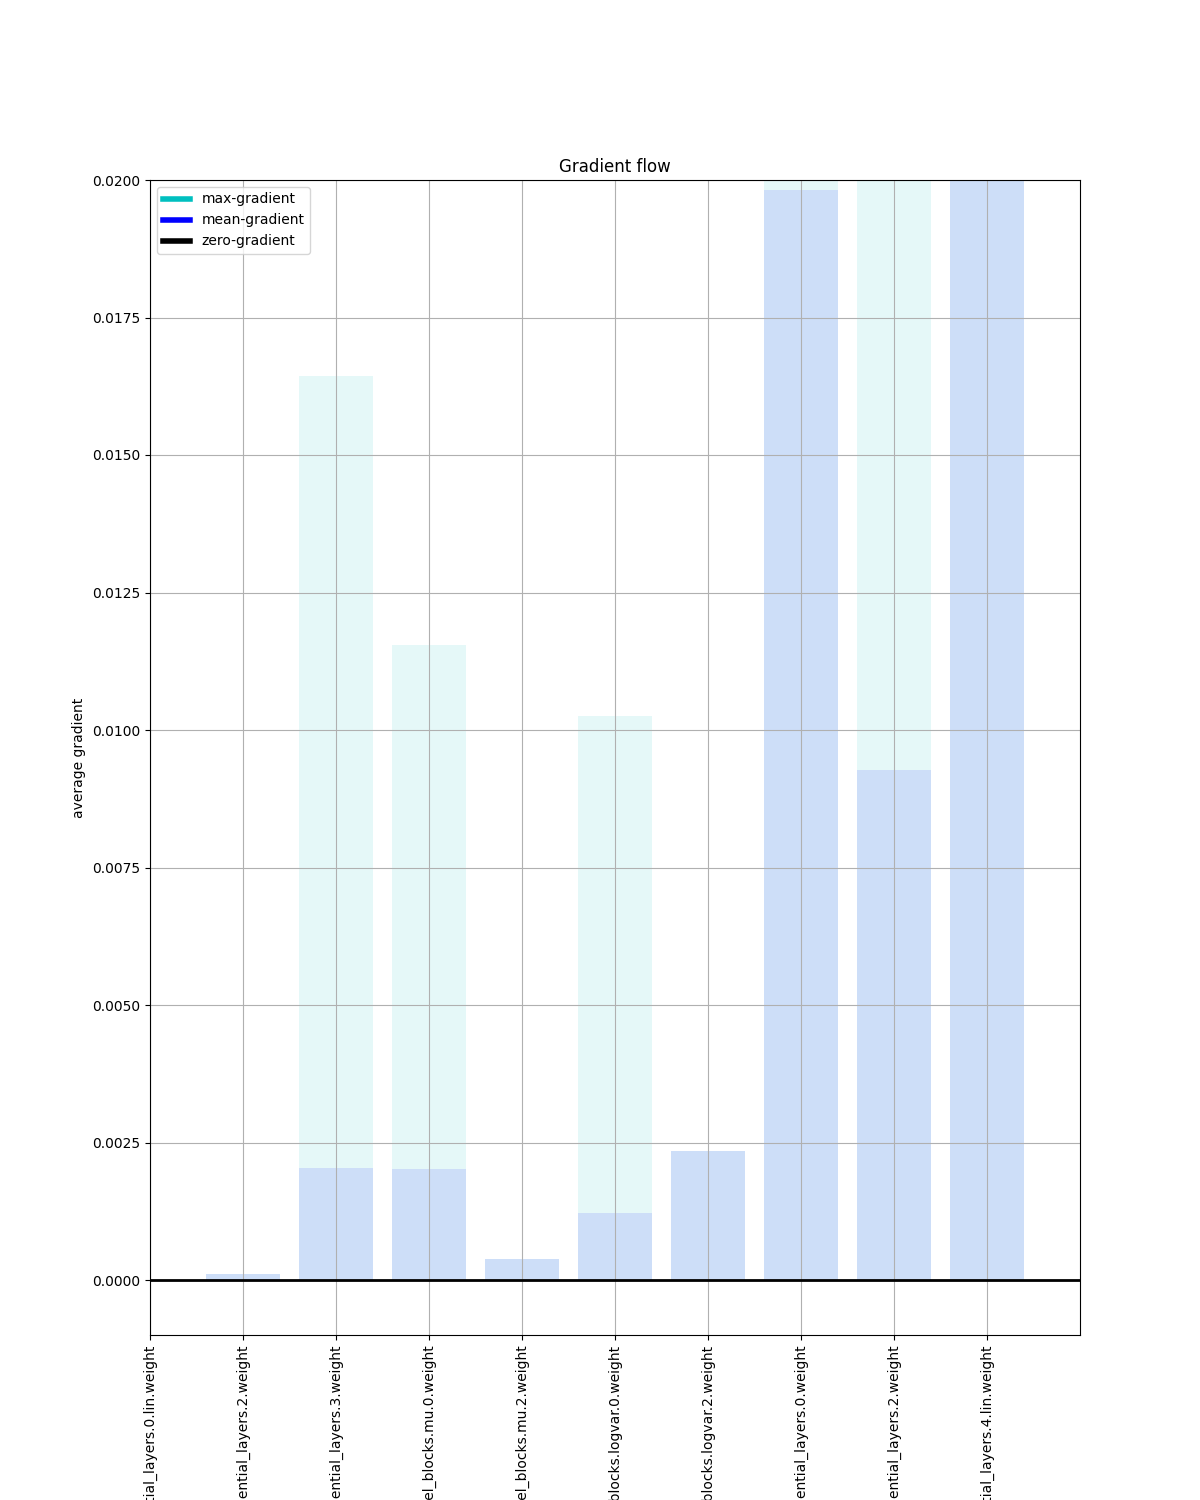 Gradient flow
max-gradient
mean-gradient
zero-gradient
0.0200
0.0175
0.0150
0.0125
0.0100
0.0075
0.0050
0.0025
0.0000
average gradient
tial_layers.0.lin.weight
ential_layers.2.weight
ential_layers.3.weight
el_blocks.mu.0.weight
el_blocks.mu.2.weight
blocks.logvar.0.weight
blocks.logvar.2.weight
ential_layers.0.weight
ential_layers.2.weight
tial_layers.4.lin.weight